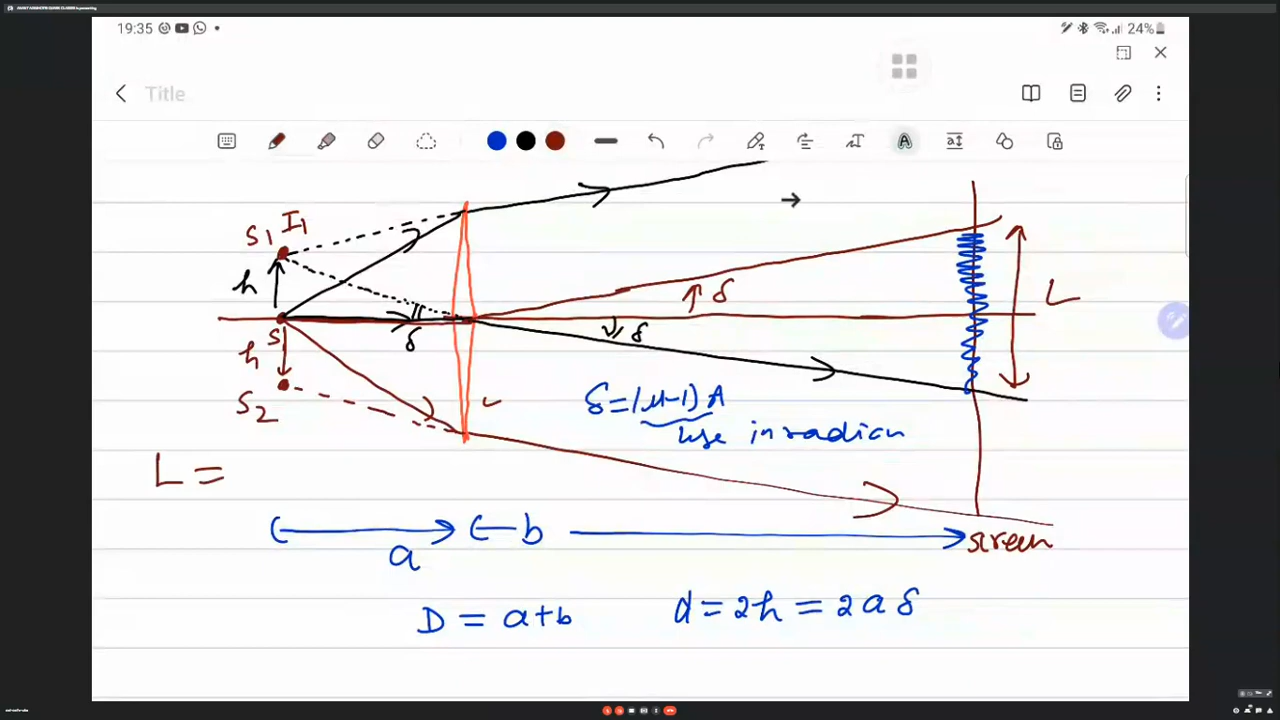 19:35
24%
Title
S1 I1
h
S
δ
h
S2
δ
δ
L
δ=(μ-1)A
use in radian
L=
a
b
screen
D = a+b
d=2h=2aδ